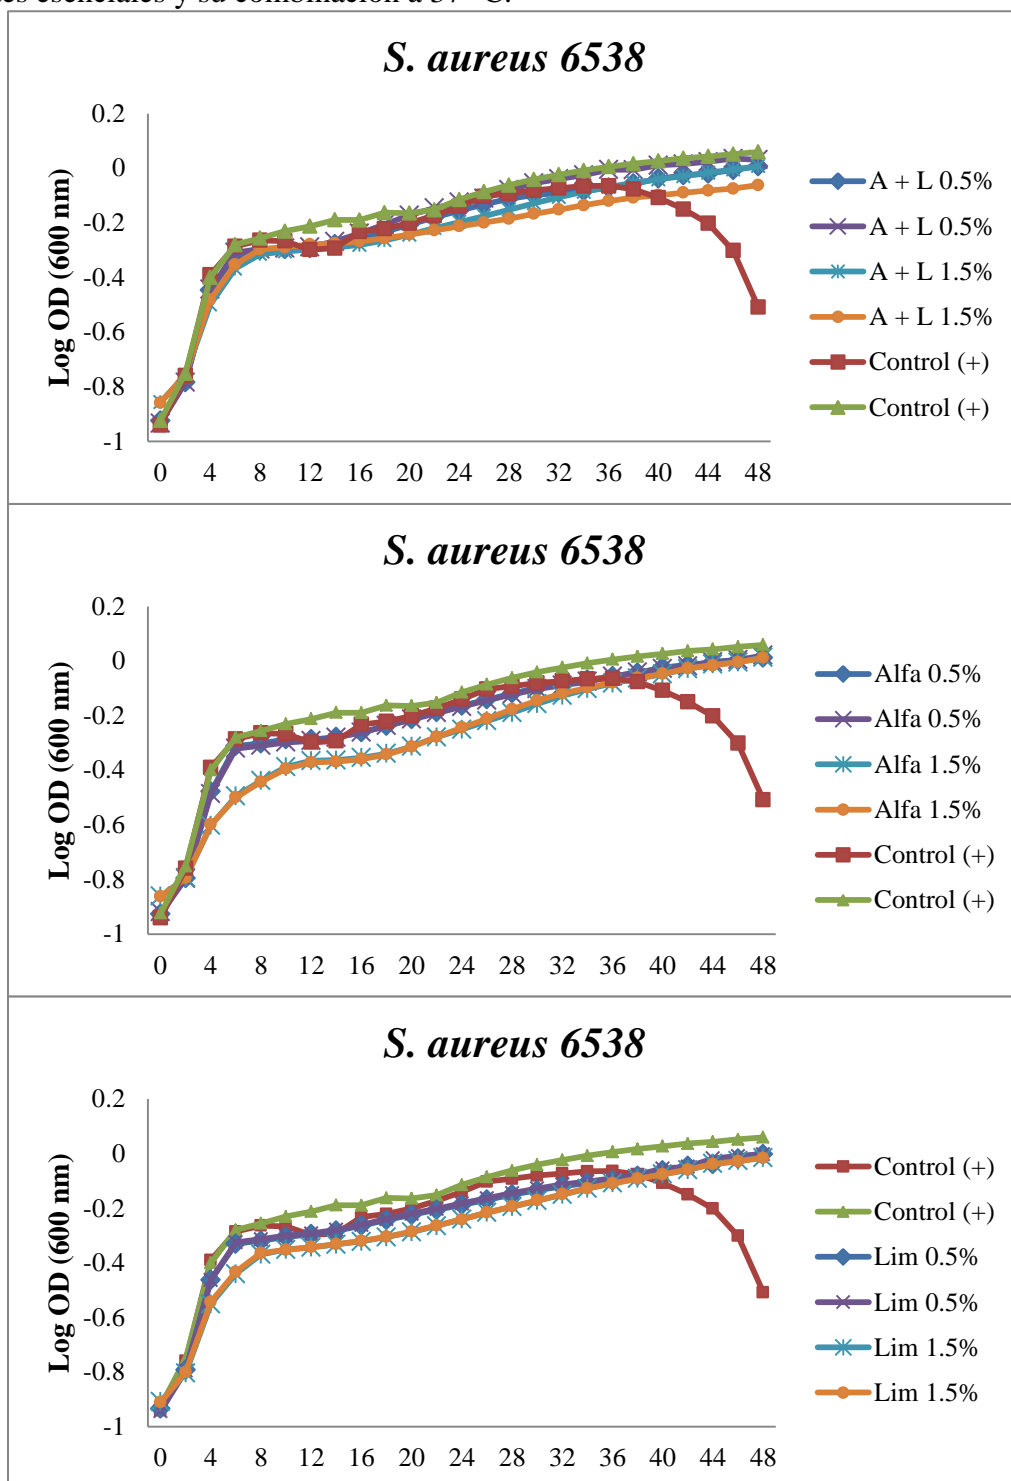 tes esenciales y su combinación a 37 °C.
S. aureus 6538
0.2
0
-0.2
-0.4
-0.6
-0.8
-1
Log OD (600 nm)
0 4 8 12 16 20 24 28 32 36 40 44 48
A + L 0.5%
A + L 0.5%
A + L 1.5%
A + L 1.5%
Control (+)
Control (+)
S. aureus 6538
0.2
0
-0.2
-0.4
-0.6
-0.8
-1
Log OD (600 nm)
0 4 8 12 16 20 24 28 32 36 40 44 48
Alfa 0.5%
Alfa 0.5%
Alfa 1.5%
Alfa 1.5%
Control (+)
Control (+)
S. aureus 6538
0.2
0
-0.2
-0.4
-0.6
-0.8
-1
Log OD (600 nm)
0 4 8 12 16 20 24 28 32 36 40 44 48
Control (+)
Control (+)
Lim 0.5%
Lim 0.5%
Lim 1.5%
Lim 1.5%